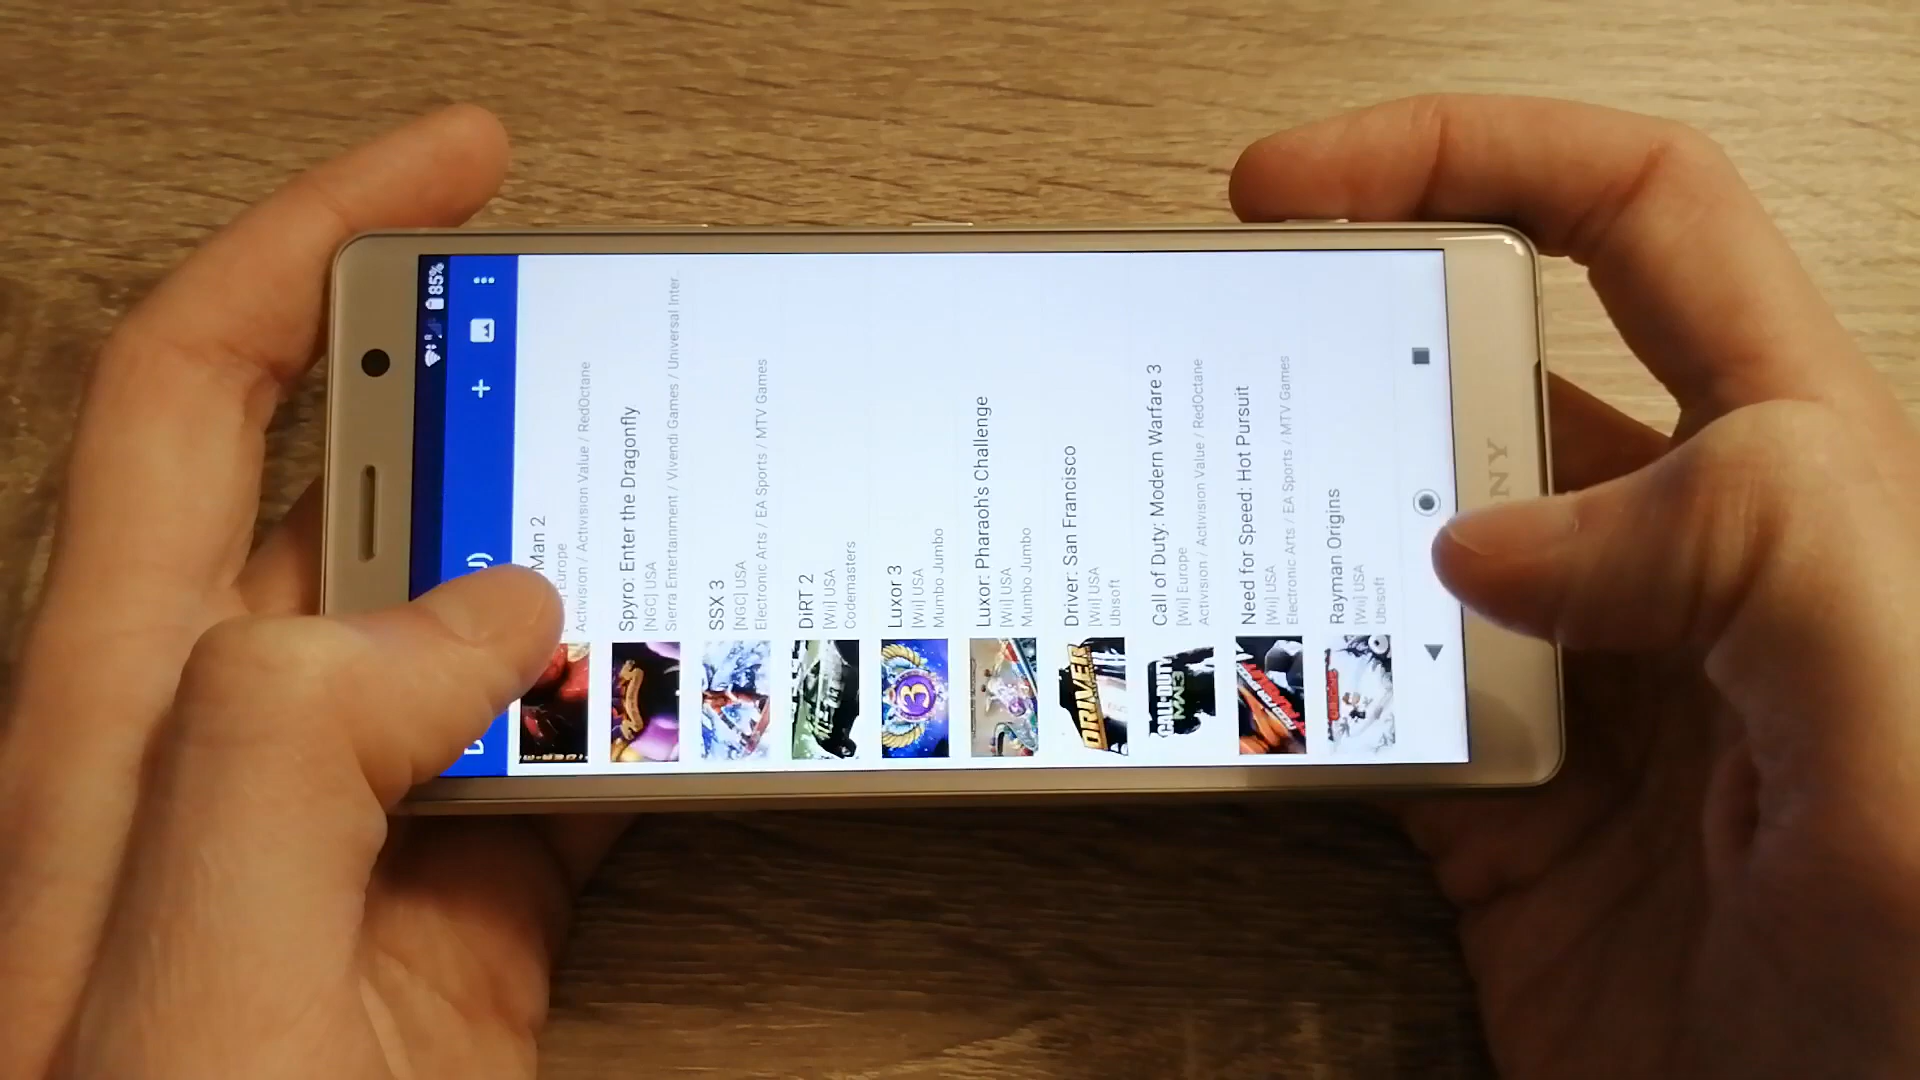 85%
Man 2
Europe
Activision / Activision Value / RedOctane
Spyro: Enter the Dragonfly
[NGC] USA
Sierra Entertainment / Vivendi Games / Universal Inter...
SSX 3
[NGC] USA
Electronic Arts / EA Sports / MTV Games
DiRT 2
[Wii] USA
Codemasters
Luxor 3
[Wii] USA
Mumbo Jumbo
3
Luxor: Pharaoh's Challenge
[Wii] USA
Mumbo Jumbo
Driver: San Francisco
[Wii] USA
Ubisoft
DRIVER
Call of Duty: Modern Warfare 3
[Wii] Europe
Activision / Activision Value / RedOctane
CALL OF DUTY
MW3
Need for Speed: Hot Pursuit
[Wii] USA
Electronic Arts / EA Sports / MTV Games
Rayman Origins
[Wii] USA
Ubisoft
ORIGINS
NY